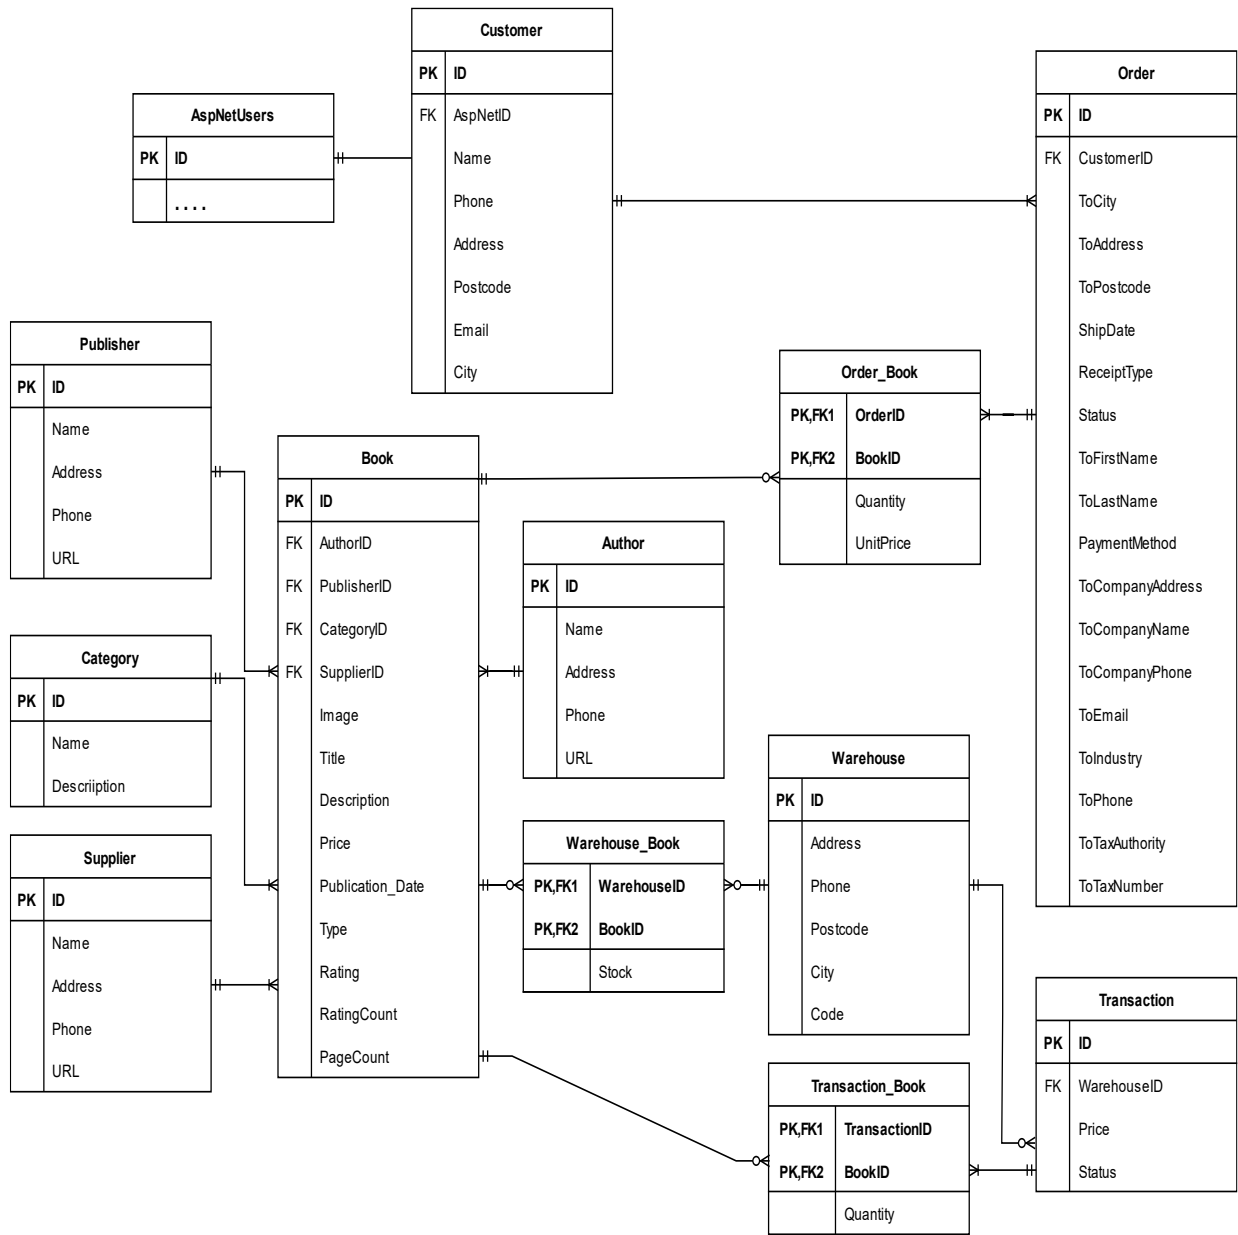 Customer
PK ID
FK AspNetID
Name
Phone
Address
Postcode
Email
City
AspNetUsers
PK ID
....
Order
PK ID
FK CustomerID
ToCity
ToAddress
ToPostcode
ShipDate
ReceiptType
Status
ToFirstName
ToLastName
PaymentMethod
ToCompanyAddress
ToCompanyName
ToCompanyPhone
ToEmail
ToIndustry
ToPhone
ToTaxAuthority
ToTaxNumber
Publisher
PK ID
Name
Address
Phone
URL
Order_Book
PK,FK1 OrderID
PK,FK2 BookID
Quantity
UnitPrice
Book
PK ID
FK AuthorID
FK PublisherID
FK CategoryID
FK SupplierID
Image
Title
Description
Price
Publication_Date
Type
Rating
RatingCount
PageCount
Author
PK ID
Name
Address
Phone
URL
Category
PK ID
Name
Descriiption
Warehouse
PK ID
Address
Phone
Postcode
City
Code
Warehouse_Book
PK,FK1 WarehouseID
PK,FK2 BookID
Stock
Supplier
PK ID
Name
Address
Phone
URL
Transaction
PK ID
FK WarehouseID
Price
Status
Transaction_Book
PK,FK1 TransactionID
PK,FK2 BookID
Quantity